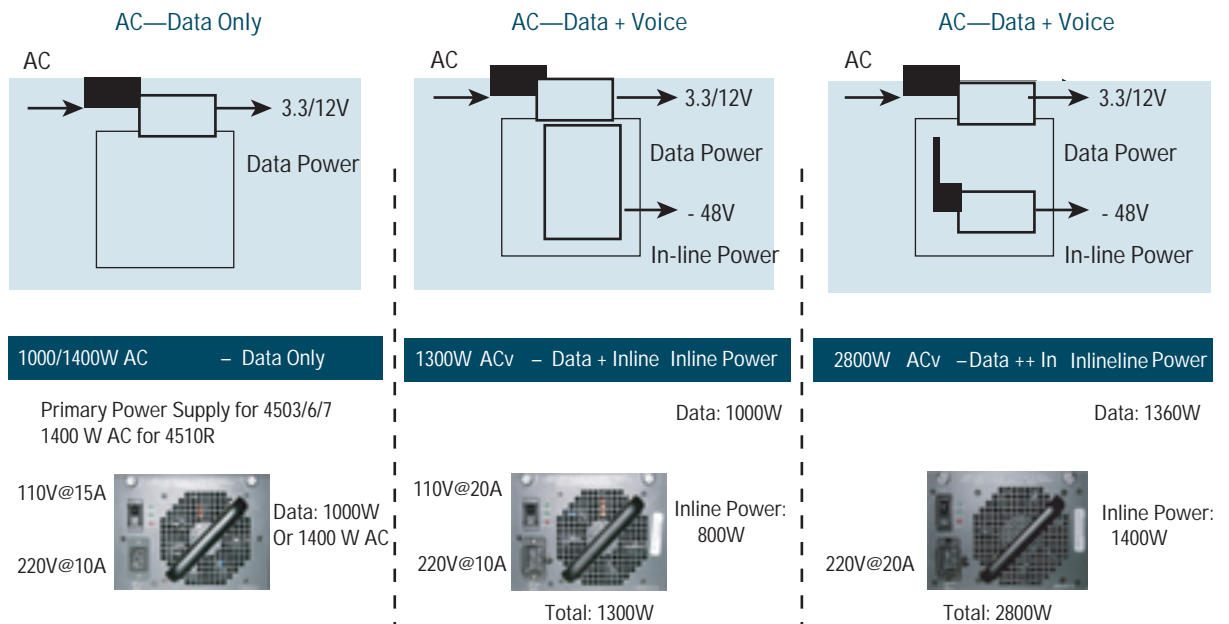 AC—Data Only
AC
3.3/12V
Data Power
1000/1400W AC – Data Only
Primary Power Supply for 4503/6/7
1400 W AC for 4510R
110V@15A
220V@10A
Data: 1000W
Or 1400 W AC
AC—Data + Voice
AC
3.3/12V
Data Power
- 48V
In-line Power
1300W ACv – Data + Inline Inline Power
Data: 1000W
110V@20A
220V@10A
Inline Power:
800W
Total: 1300W
AC—Data + Voice
AC
3.3/12V
Data Power
- 48V
In-line Power
2800W ACv –Data ++ In Inlineline Power
Data: 1360W
220V@20A
Inline Power:
1400W
Total: 2800W